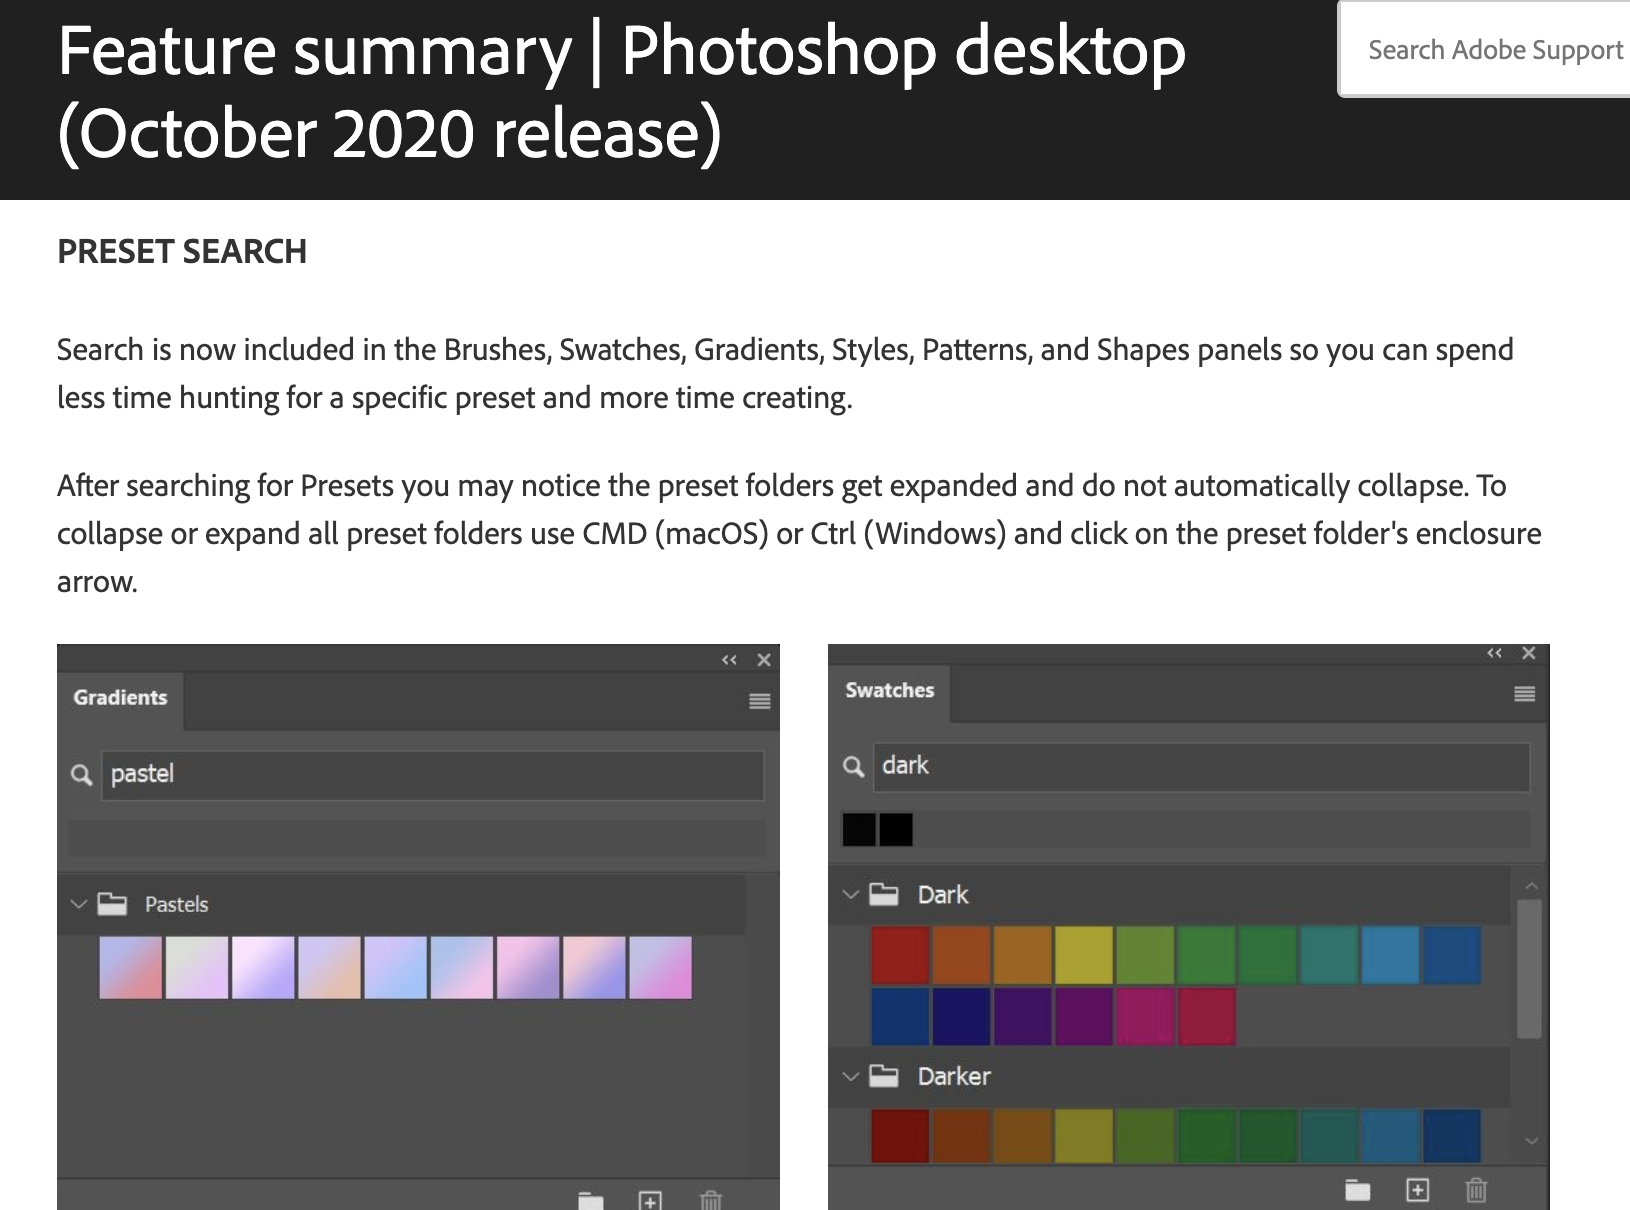 Feature summary | Photoshop desktop
(October 2020 release)
Search Adobe Support
PRESET SEARCH
Search is now included in the Brushes, Swatches, Gradients, Styles, Patterns, and Shapes panels so you can spend
less time hunting for a specific preset and more time creating.
After searching for Presets you may notice the preset folders get expanded and do not automatically collapse. To
collapse or expand all preset folders use CMD (macOS) or Ctrl (Windows) and click on the preset folder's enclosure
arrow.
Gradients
pastel
Pastels
Swatches
dark
Dark
Darker